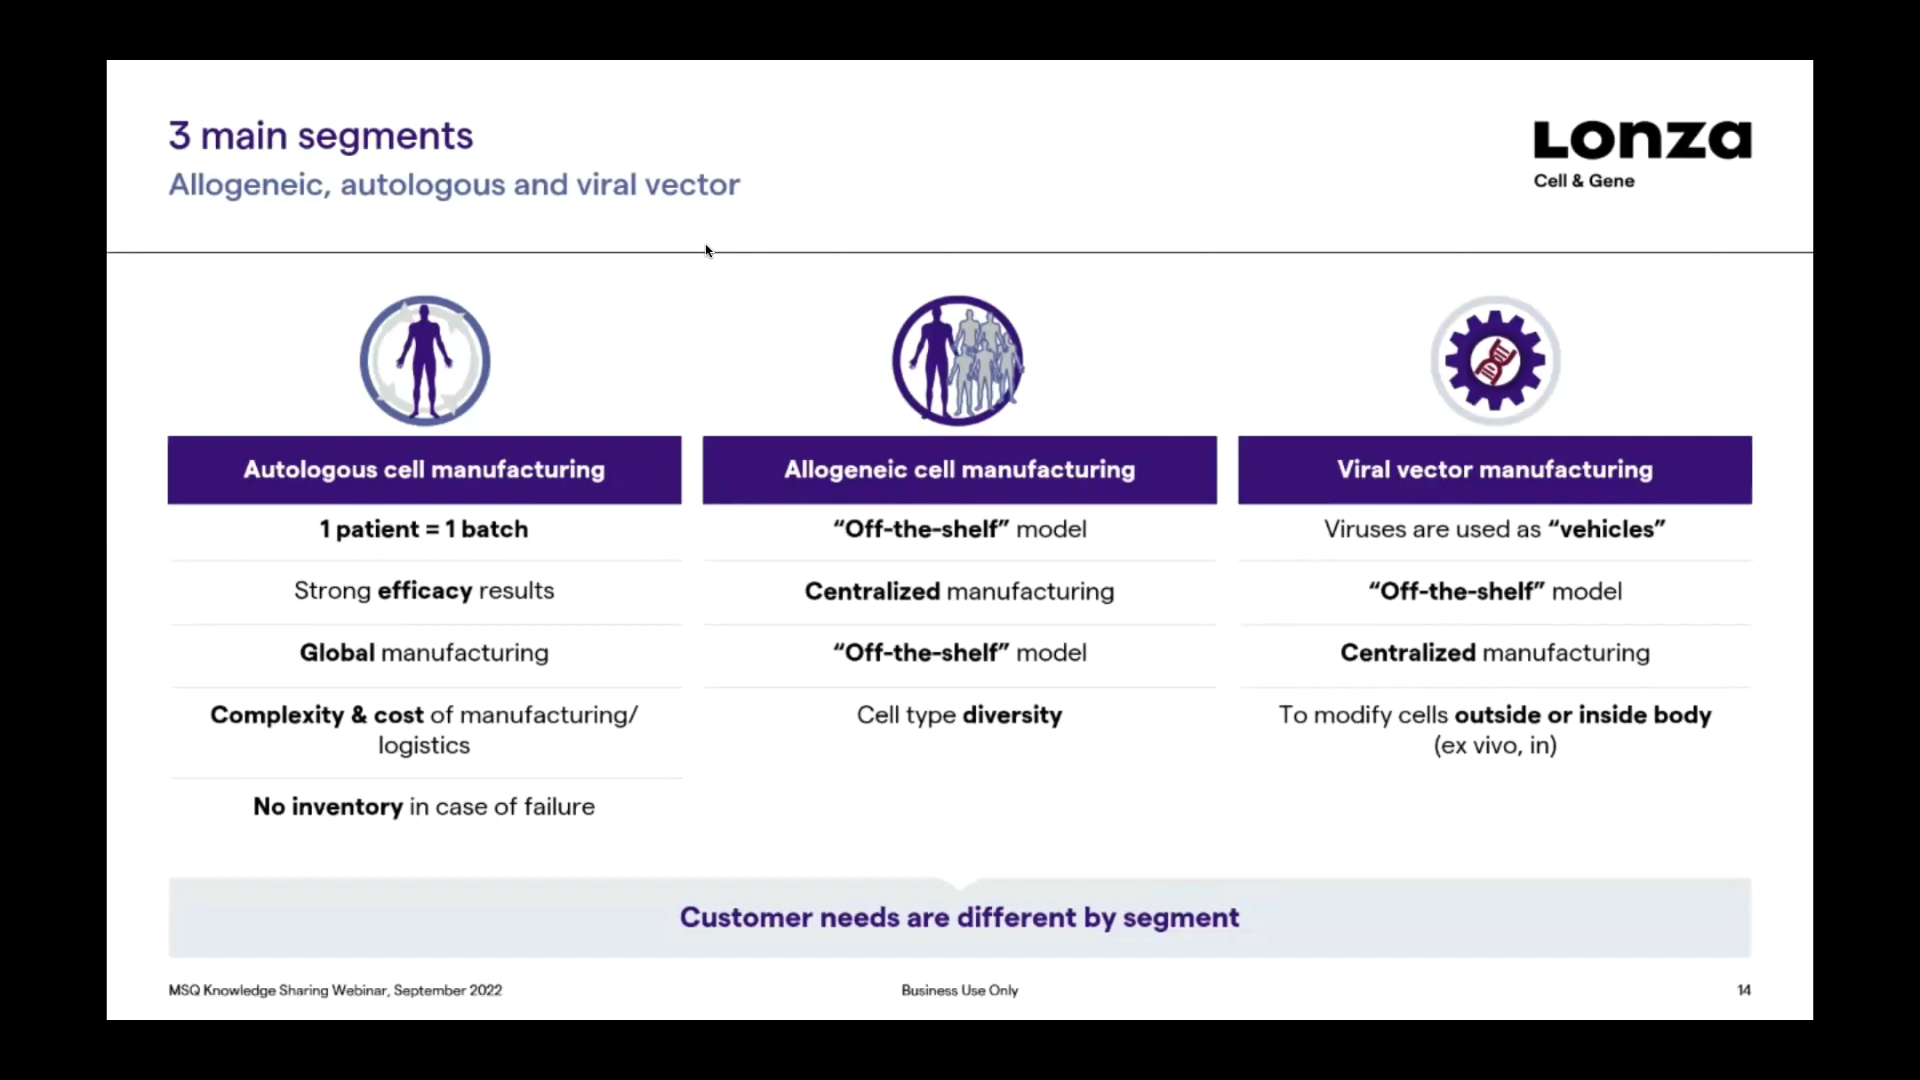 3 main segments
Allogeneic, autologous and viral vector
Lonza
Cell & Gene
Autologous cell manufacturing
1 patient = 1 batch
Strong efficacy results
Global manufacturing
Complexity & cost of manufacturing/
logistics
No inventory in case of failure
Allogeneic cell manufacturing
“Off-the-shelf” model
Centralized manufacturing
“Off-the-shelf” model
Cell type diversity
Viral vector manufacturing
Viruses are used as “vehicles”
“Off-the-shelf” model
Centralized manufacturing
To modify cells outside or inside body
(ex vivo, in)
Customer needs are different by segment
MSQ Knowledge Sharing Webinar, September 2022
Business Use Only
14